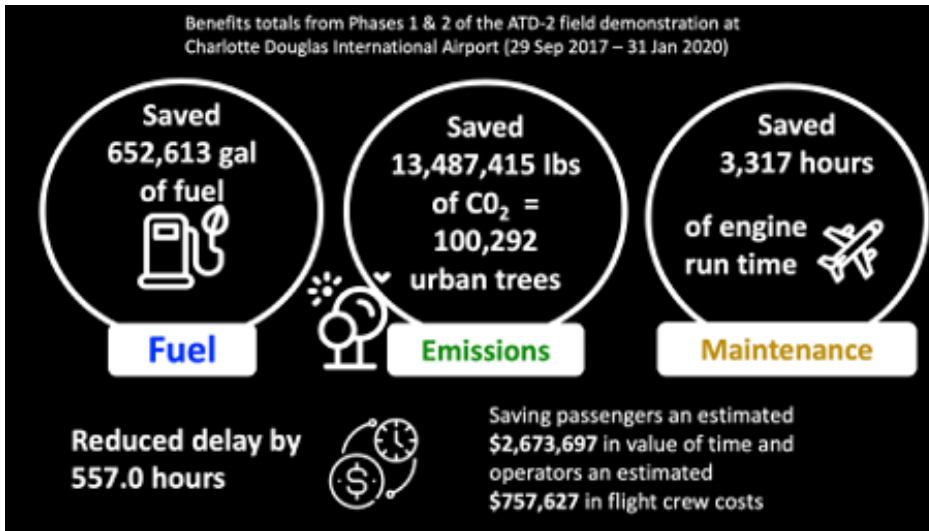 Benefits totals from Phases 1 & 2 of the ATD-2 field demonstration at
Charlotte Douglas International Airport (29 Sep 2017 – 31 Jan 2020)
Saved
652,613 gal
of fuel
Fuel
Saved
13,487,415 lbs
of C0₂ =
100,292
urban trees
Emissions
Saved
3,317 hours
of engine
run time
Maintenance
Reduced delay by
557.0 hours
$
Saving passengers an estimated
$2,673,697 in value of time and
operators an estimated
$757,627 in flight crew costs